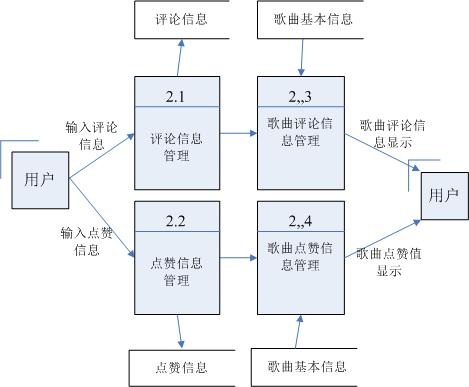 评论信息
歌曲基本信息
2.1
评论信息
管理
2,,3
歌曲评论信
息管理
输入评论
信息
歌曲评论信
息显示
用户
用户
输入点赞
信息
2.2
点赞信息
管理
2,,4
歌曲点赞信
息管理
歌曲点赞值
显示
点赞信息
歌曲基本信息